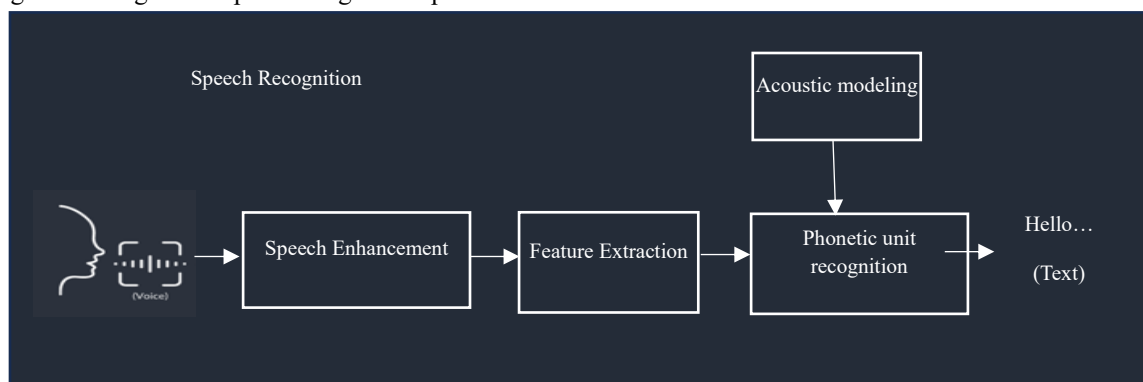 Speech Recognition
Acoustic modeling
Speech Enhancement
Feature Extraction
Phonetic unit
recognition
Hello…
(Text)
(Voice)